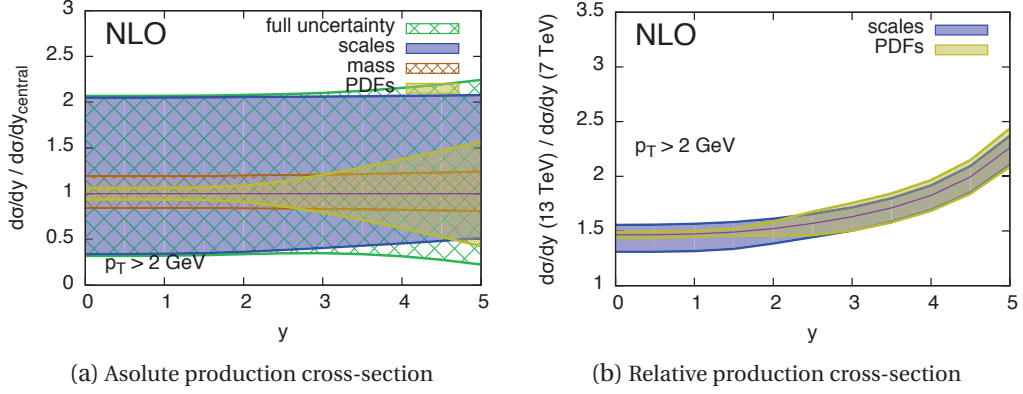 NLO
full uncertainty
scales
mass
PDFs
dσ/dy / dσ/dy_central
2.5
2
1.5
1
0.5
0
p_T > 2 GeV
0 1 2 3 4 5
y
(a) Asolute production cross-section
NLO
scales
PDFs
dσ/dy (13 TeV) / dσ/dy (7 TeV)
3.5
3
2.5
2
1.5
1
p_T > 2 GeV
0 1 2 3 4 5
y
(b) Relative production cross-section